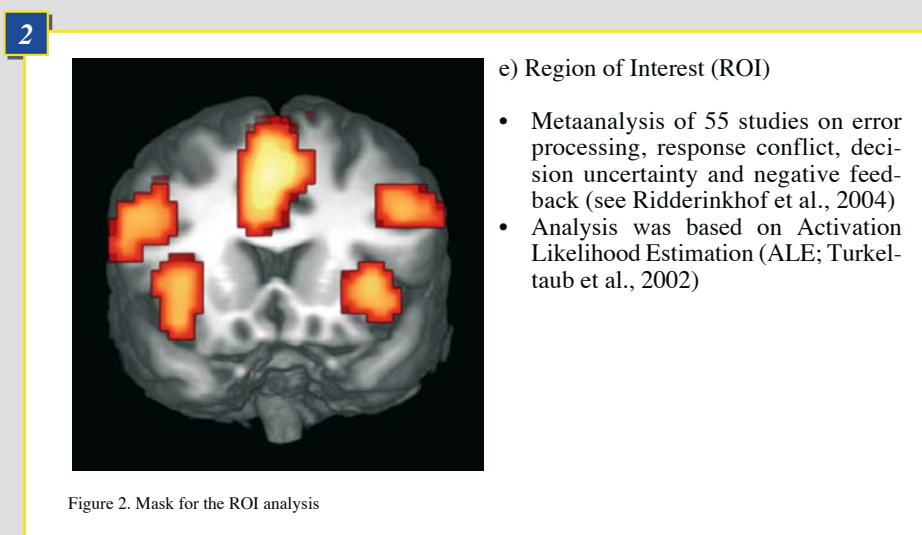 2
e) Region of Interest (ROI)
• Metaanalysis of 55 studies on error
processing, response conflict, deci-
sion uncertainty and negative feed-
back (see Ridderinkhof et al., 2004)
• Analysis was based on Activation
Likelihood Estimation (ALE; Turkel-
taub et al., 2002)
Figure 2. Mask for the ROI analysis